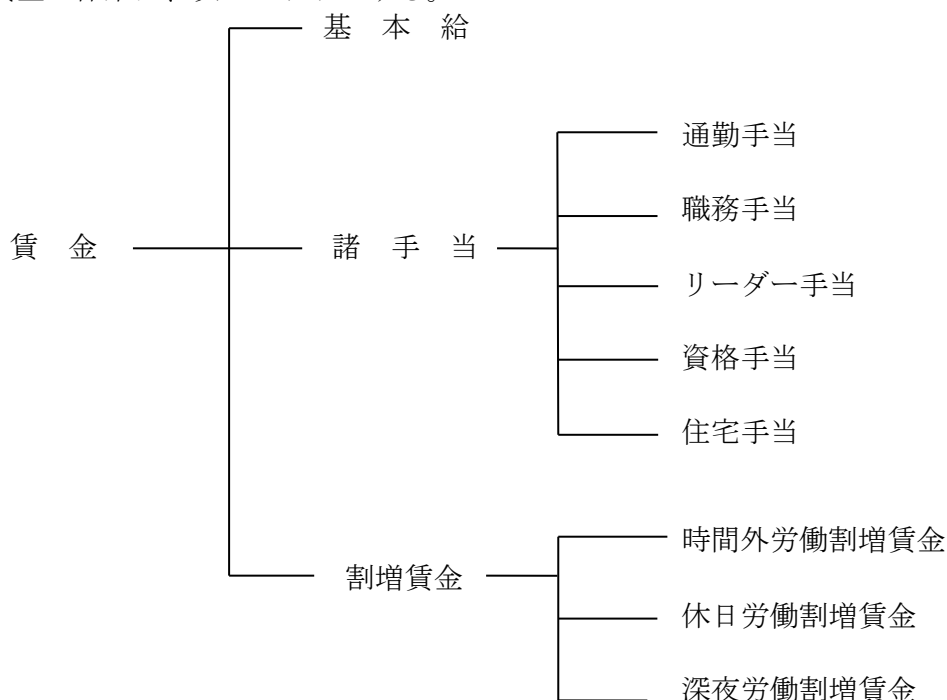 基 本 給
通勤手当
職務手当
賃 金
諸 手 当
リーダー手当
資格手当
住宅手当
時間外労働割増賃金
割増賃金
休日労働割増賃金
深夜労働割増賃金